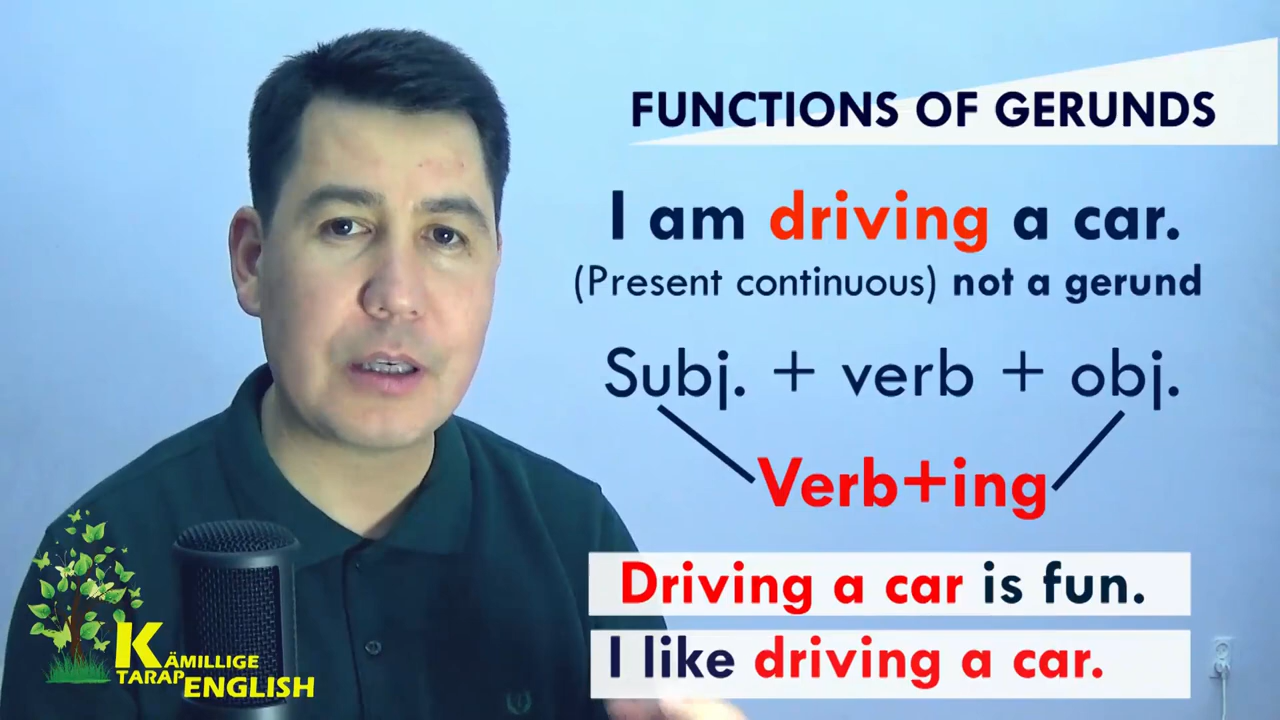 FUNCTIONS OF GERUNDS
I am driving a car.
(Present continuous) not a gerund
Subj. + verb + obj.
Verb+ing
Driving a car is fun.
I like driving a car.
KÄMILLIGE
TARAP ENGLISH